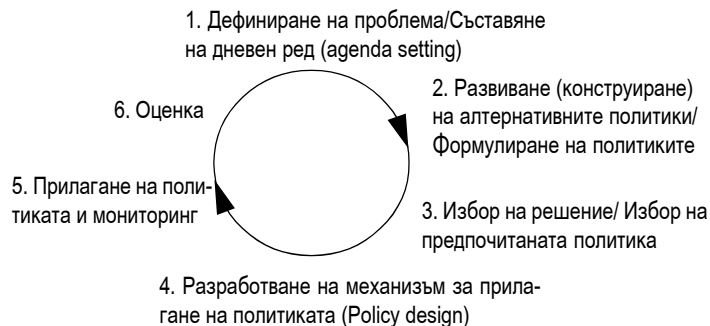 1. Дефиниране на проблема/Съставяне
на дневен ред (agenda setting)
2. Развиване (конструиране)
на алтернативните политики/
Формулиране на политиките
3. Избор на решение/ Избор на
предпочитаната политика
4. Разработване на механизъм за прила-
гане на политиката (Policy design)
5. Прилагане на поли-
тиката и мониторинг
6. Оценка